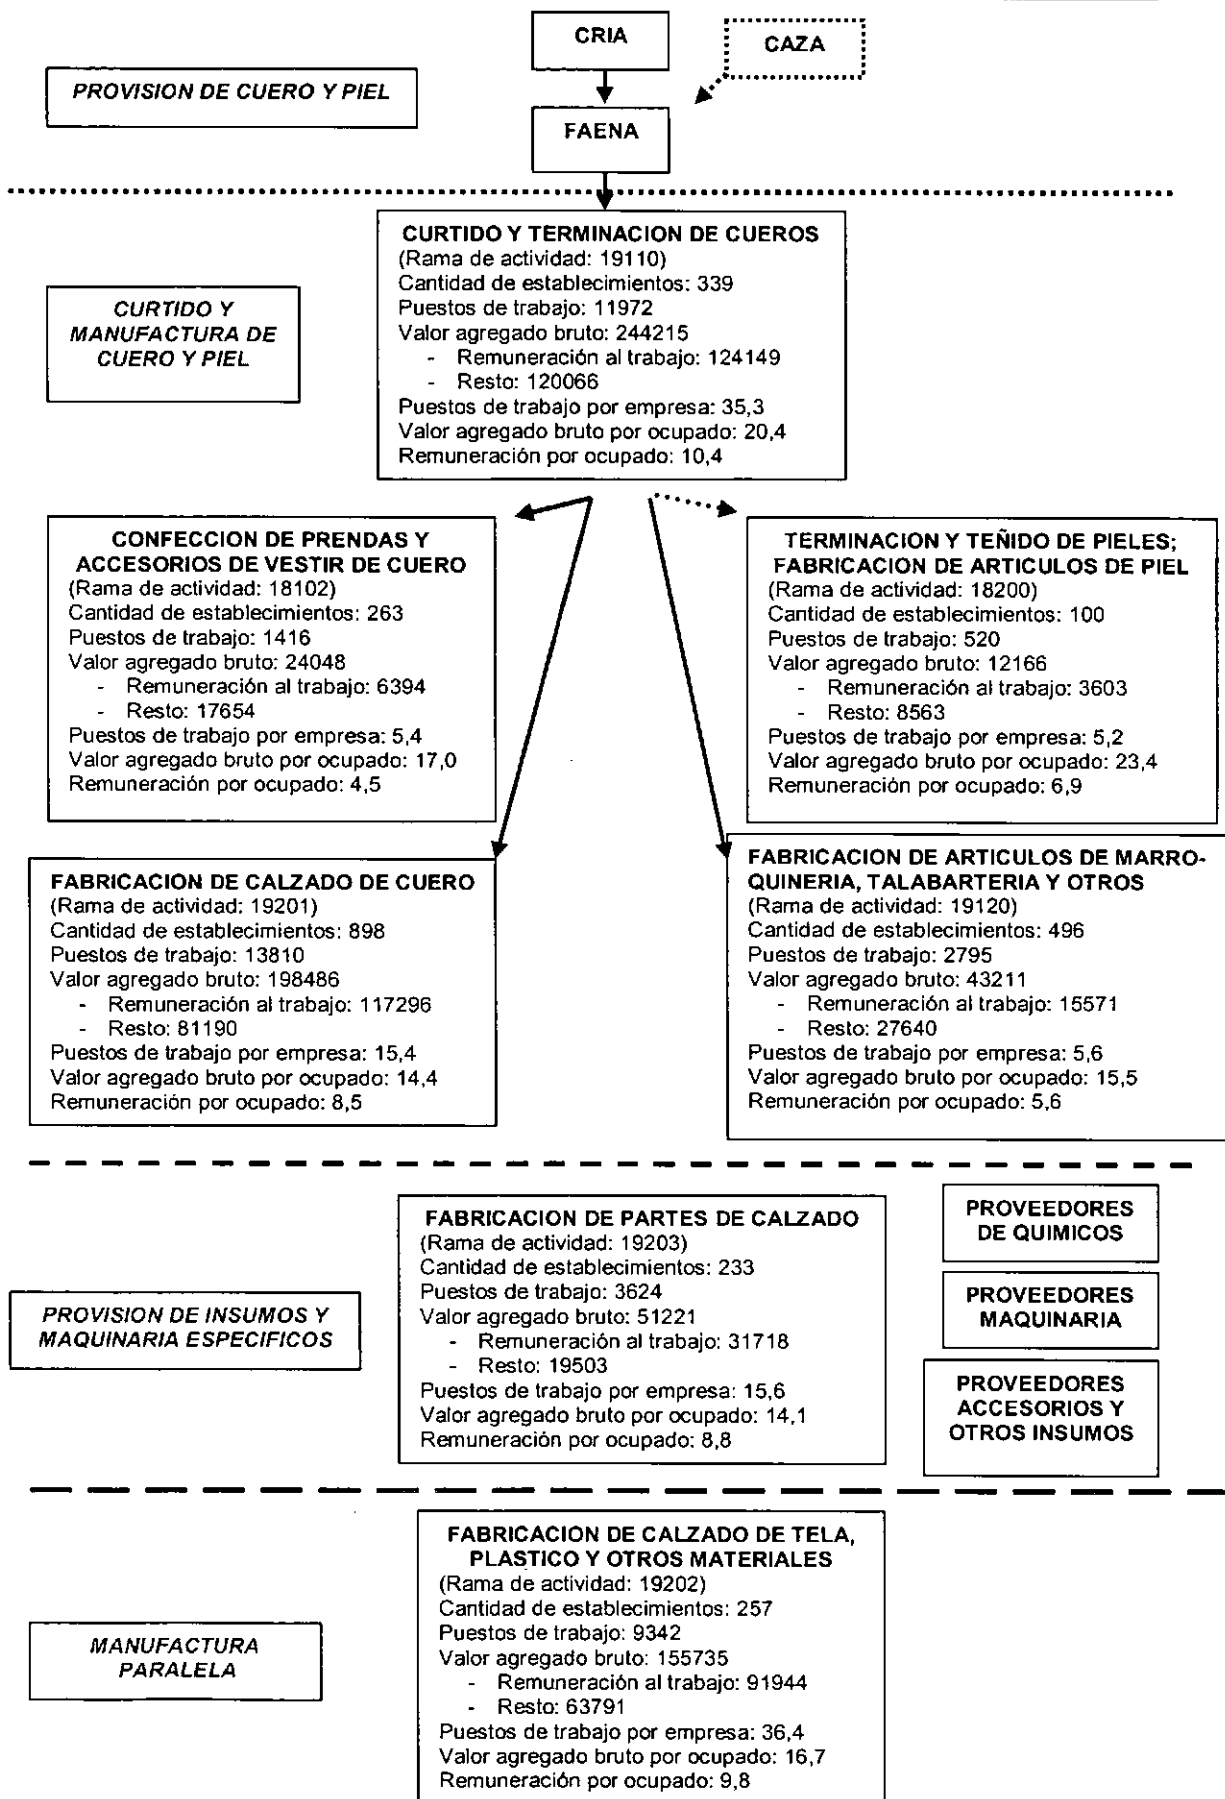 CRIA
CAZA
PROVISION DE CUERO Y PIEL
FAENA
CURTIDO Y TERMINACION DE CUEROS
(Rama de actividad: 19110)
Cantidad de establecimientos: 339
Puestos de trabajo: 11972
Valor agregado bruto: 244215
- Remuneración al trabajo: 124149
- Resto: 120066
Puestos de trabajo por empresa: 35,3
Valor agregado bruto por ocupado: 20,4
Remuneración por ocupado: 10,4
CURTIDO Y
MANUFACTURA DE
CUERO Y PIEL
CONFECCION DE PRENDAS Y
ACCESORIOS DE VESTIR DE CUERO
(Rama de actividad: 18102)
Cantidad de establecimientos: 263
Puestos de trabajo: 1416
Valor agregado bruto: 24048
- Remuneración al trabajo: 6394
- Resto: 17654
Puestos de trabajo por empresa: 5,4
Valor agregado bruto por ocupado: 17,0
Remuneración por ocupado: 4,5
TERMINACION Y TEÑIDO DE PIELES;
FABRICACION DE ARTICULOS DE PIEL
(Rama de actividad: 18200)
Cantidad de establecimientos: 100
Puestos de trabajo: 520
Valor agregado bruto: 12166
- Remuneración al trabajo: 3603
- Resto: 8563
Puestos de trabajo por empresa: 5,2
Valor agregado bruto por ocupado: 23,4
Remuneración por ocupado: 6,9
FABRICACION DE CALZADO DE CUERO
(Rama de actividad: 19201)
Cantidad de establecimientos: 898
Puestos de trabajo: 13810
Valor agregado bruto: 198486
- Remuneración al trabajo: 117296
- Resto: 81190
Puestos de trabajo por empresa: 15,4
Valor agregado bruto por ocupado: 14,4
Remuneración por ocupado: 8,5
FABRICACION DE ARTICULOS DE MARRO-
QUINERIA, TALABARTERIA Y OTROS
(Rama de actividad: 19120)
Cantidad de establecimientos: 496
Puestos de trabajo: 2795
Valor agregado bruto: 43211
- Remuneración al trabajo: 15571
- Resto: 27640
Puestos de trabajo por empresa: 5,6
Valor agregado bruto por ocupado: 15,5
Remuneración por ocupado: 5,6
PROVISION DE INSUMOS Y
MAQUINARIA ESPECIFICOS
FABRICACION DE PARTES DE CALZADO
(Rama de actividad: 19203)
Cantidad de establecimientos: 233
Puestos de trabajo: 3624
Valor agregado bruto: 51221
- Remuneración al trabajo: 31718
- Resto: 19503
Puestos de trabajo por empresa: 15,6
Valor agregado bruto por ocupado: 14,1
Remuneración por ocupado: 8,8
PROVEEDORES
DE QUIMICOS
PROVEEDORES
MAQUINARIA
PROVEEDORES
ACCESORIOS Y
OTROS INSUMOS
MANUFACTURA
PARALELA
FABRICACION DE CALZADO DE TELA,
PLASTICO Y OTROS MATERIALES
(Rama de actividad: 19202)
Cantidad de establecimientos: 257
Puestos de trabajo: 9342
Valor agregado bruto: 155735
- Remuneración al trabajo: 91944
- Resto: 63791
Puestos de trabajo por empresa: 36,4
Valor agregado bruto por ocupado: 16,7
Remuneración por ocupado: 9,8